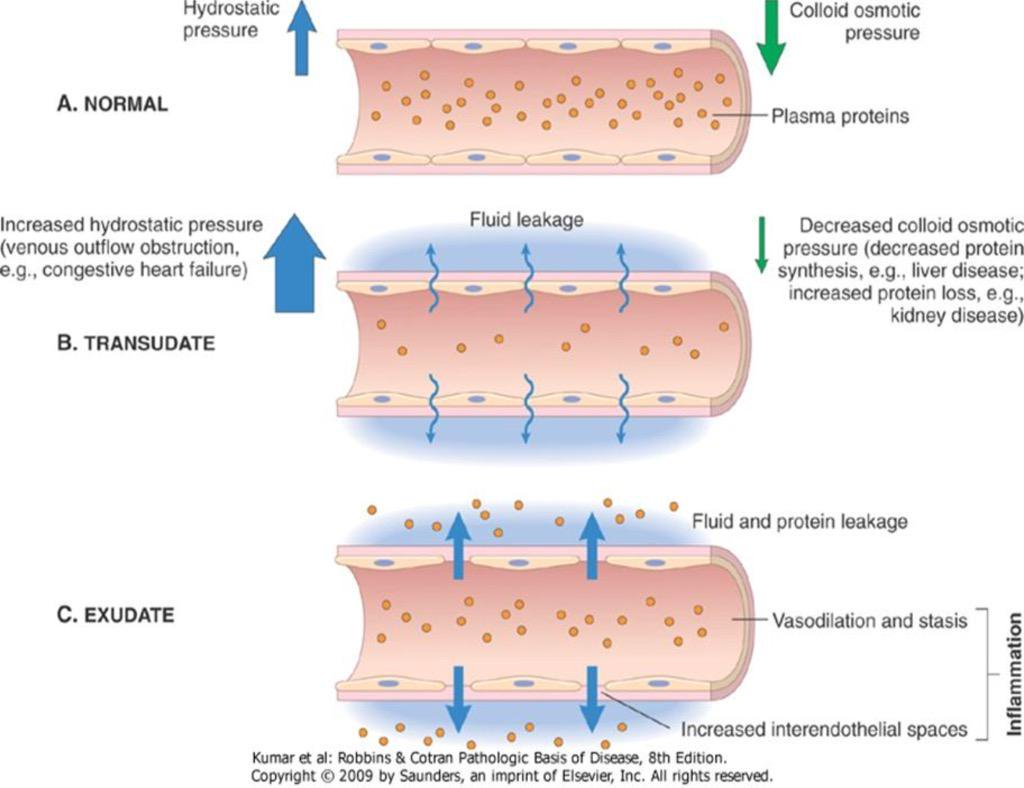 Hydrostatic
pressure
Colloid osmotic
pressure
A. NORMAL
Plasma proteins
Increased hydrostatic pressure
(venous outflow obstruction,
e.g., congestive heart failure)
Fluid leakage
Decreased colloid osmotic
pressure (decreased protein
synthesis, e.g., liver disease;
increased protein loss, e.g.,
kidney disease)
B. TRANSUDATE
Fluid and protein leakage
C. EXUDATE
Vasodilation and stasis
Increased interendothelial spaces
Inflammation
Kumar et al: Robbins & Cotran Pathologic Basis of Disease, 8th Edition.
Copyright © 2009 by Saunders, an imprint of Elsevier, Inc. All rights reserved.